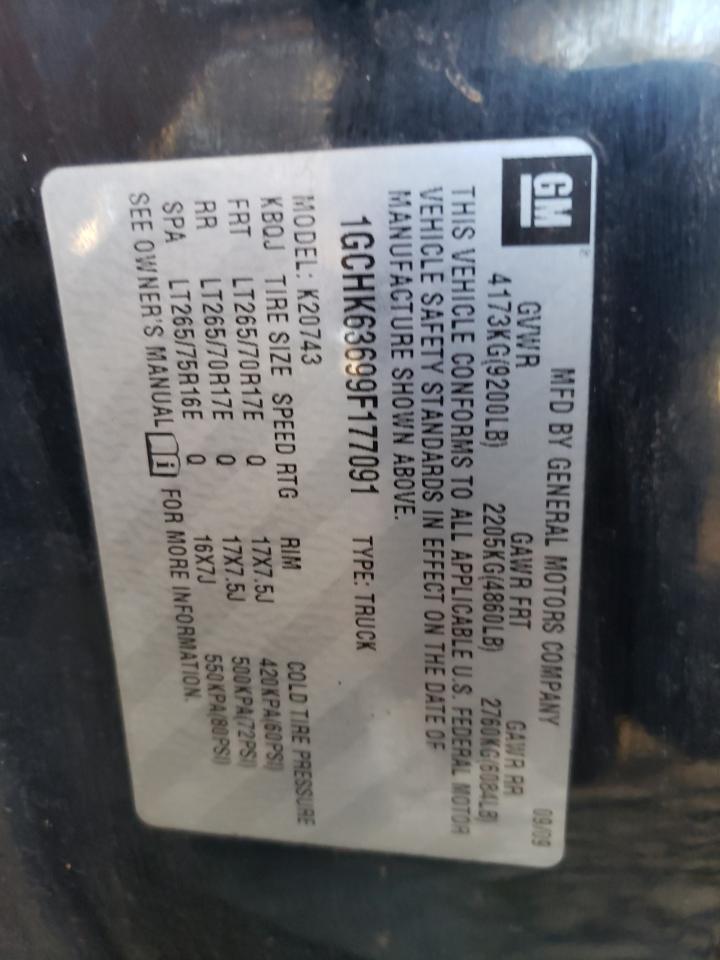 GM
MFD BY GENERAL MOTORS COMPANY 09/09
GVWR GAWR FRT GAWR RR
4173KG(9200LB) 2205KG(4860LB) 2760KG(6084LB)
THIS VEHICLE CONFORMS TO ALL APPLICABLE U.S. FEDERAL MOTOR
VEHICLE SAFETY STANDARDS IN EFFECT ON THE DATE OF
MANUFACTURE SHOWN ABOVE.
1GCHK63699F177091 TYPE: TRUCK
MODEL: K20743
KBQJ TIRE SIZE SPEED RTG RIM COLD TIRE PRESSURE
FRT LT265/70R17E Q 17X7.5J 420KPA(60PSI)
RR LT265/70R17E Q 17X7.5J 500KPA(72PSI)
SPA LT265/75R16E Q 16X7J 550KPA(80PSI)
SEE OWNER'S MANUAL FOR MORE INFORMATION.